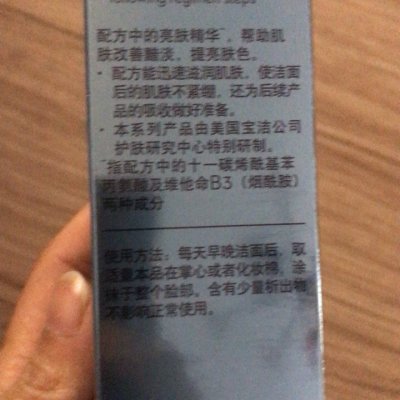 following regimen steps
配方中的亮肤精华*，帮助肌
肤改善黯淡，提亮肤色。
• 配方能迅速滋润肌肤，使洁面
后的肌肤不紧绷，还为后续产
品的吸收做好准备。
• 本系列产品由美国宝洁公司
护肤研究中心特别研制。
*指配方中的十一碳烯酰基苯
丙氨酸及维他命B3（烟酰胺）
两种成分
使用方法：每天早晚洁面后，取
适量本品在掌心或者化妆棉，涂
抹于整个脸部。含有少量析出物
不影响正常使用。